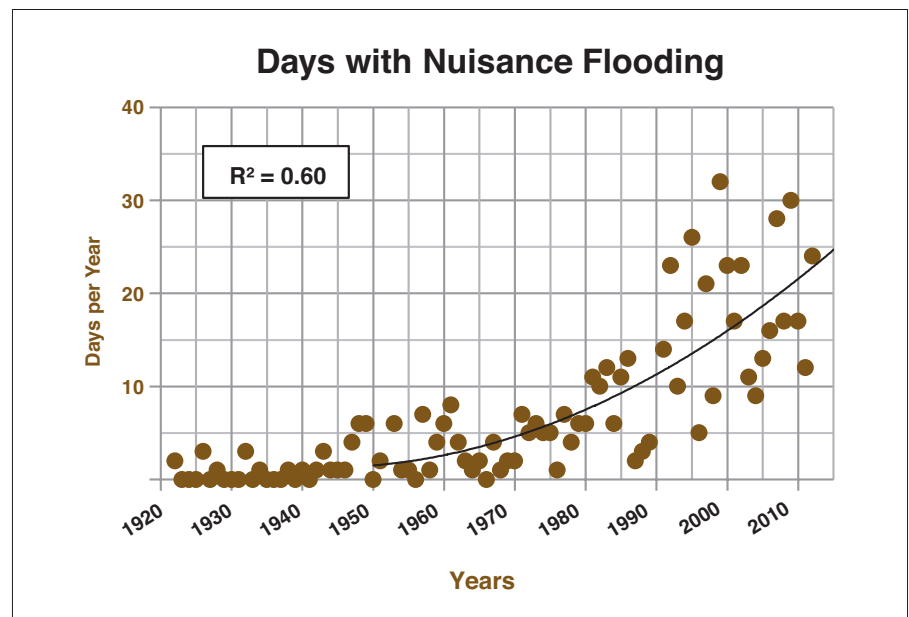 Days with Nuisance Flooding
40
R² = 0.60
30
Days per Year
20
10
1920 1930 1940 1950 1960 1970 1980 1990 2000 2010
Years